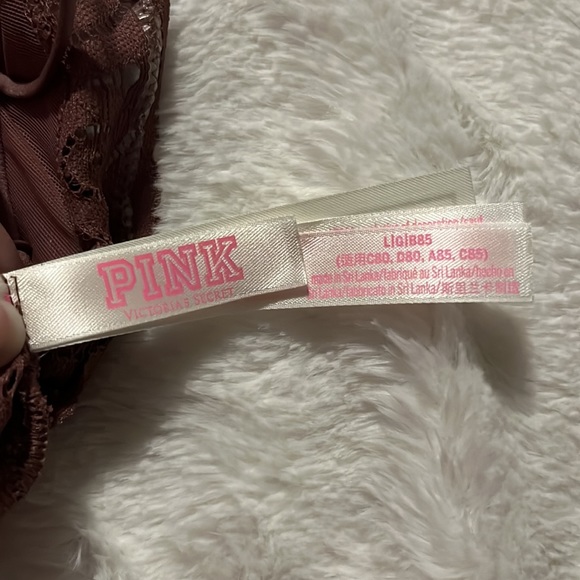 PINK
VICTORIA'S SECRET
L|G|B85
(适用C80, D80, A85, C85)
made in Sri Lanka/fabriqué au Sri Lanka/hecho en
Sri Lanka/fabricato in Sri Lanka/斯里兰卡制造